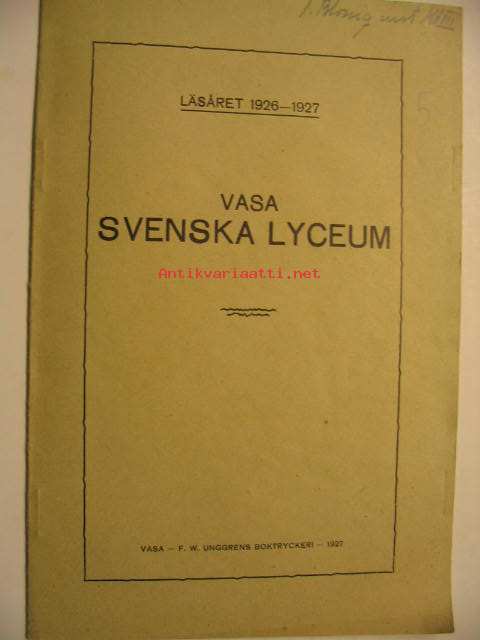 LÄSÅRET 1926—1927
VASA
SVENSKA LYCEUM
Antikvariaatti.net
VASA — F. W. UNGGRENS BOKTRYCKERI — 1927